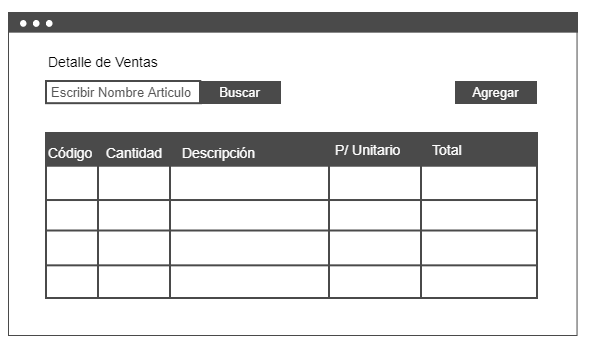 Detalle de Ventas
Escribir Nombre Articulo Buscar Agregar
Código Cantidad Descripción P/ Unitario Total